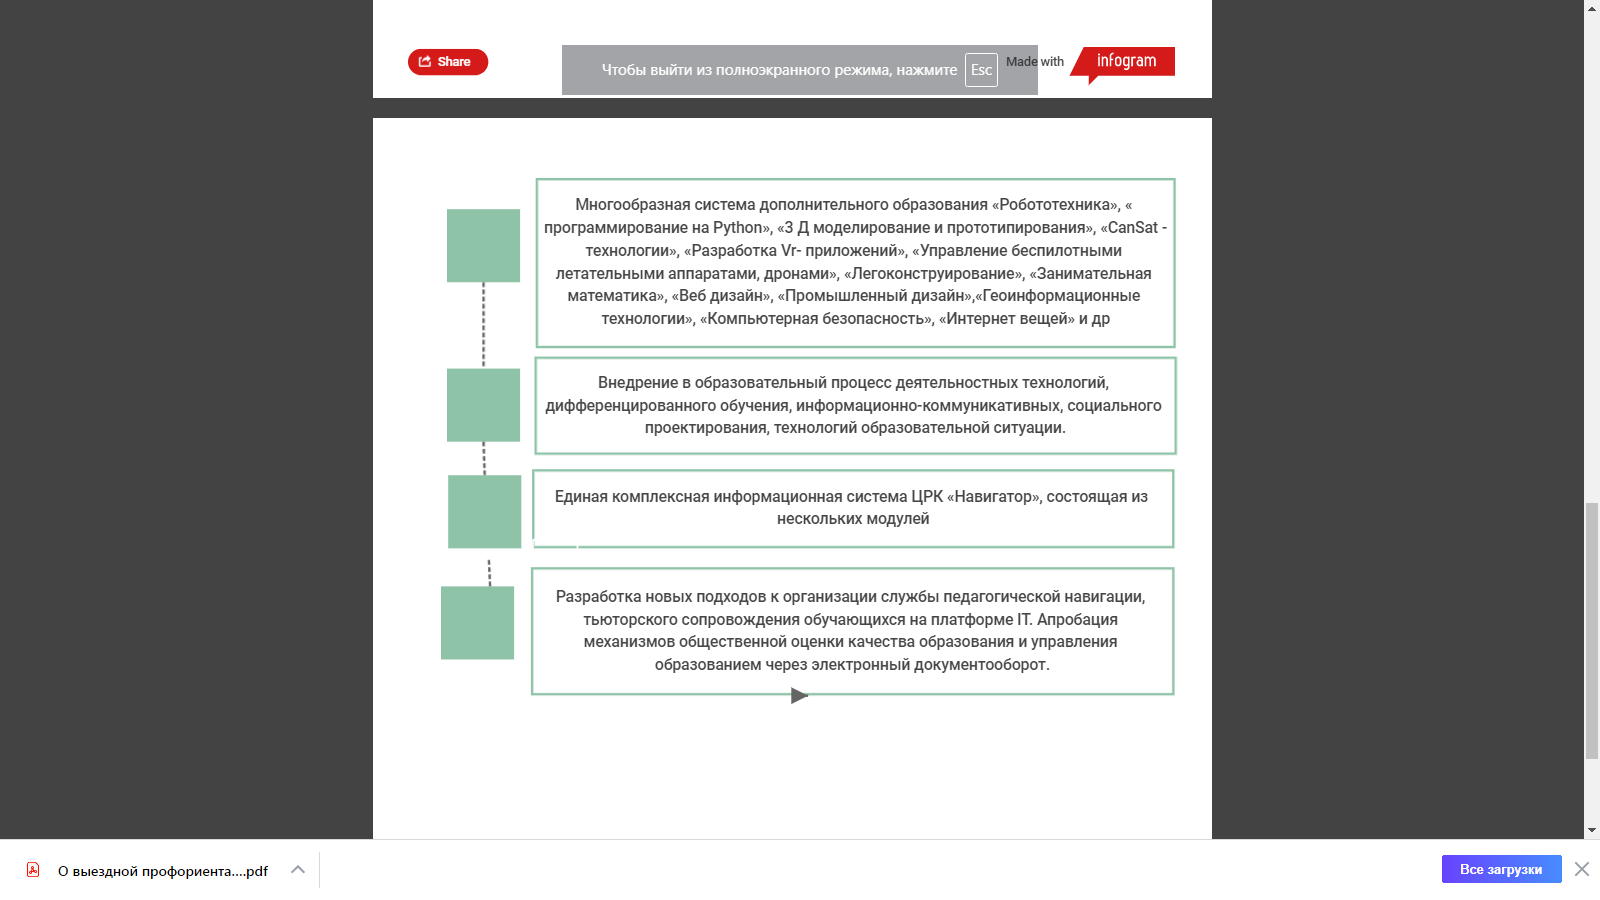 Share
Чтобы выйти из полноэкранного режима, нажмите Esc
Made with infogram
Многообразная система дополнительного образования «Робототехника», «
программирование на Python», «3 Д моделирование и прототипирования», «CanSat -
технологии», «Разработка Vr- приложений», «Управление беспилотными
летательными аппаратами, дронами», «Легоконструирование», «Занимательная
математика», «Веб дизайн», «Промышленный дизайн»,«Геоинформационные
технологии», «Компьютерная безопасность», «Интернет вещей» и др
Внедрение в образовательный процесс деятельностных технологий,
дифференцированного обучения, информационно-коммуникативных, социального
проектирования, технологий образовательной ситуации.
Единая комплексная информационная система ЦРК «Навигатор», состоящая из
нескольких модулей
Разработка новых подходов к организации службы педагогической навигации,
тьюторского сопровождения обучающихся на платформе IT. Апробация
механизмов общественной оценки качества образования и управления
образованием через электронный документооборот.
О выездной профориента....pdf
Все загрузки